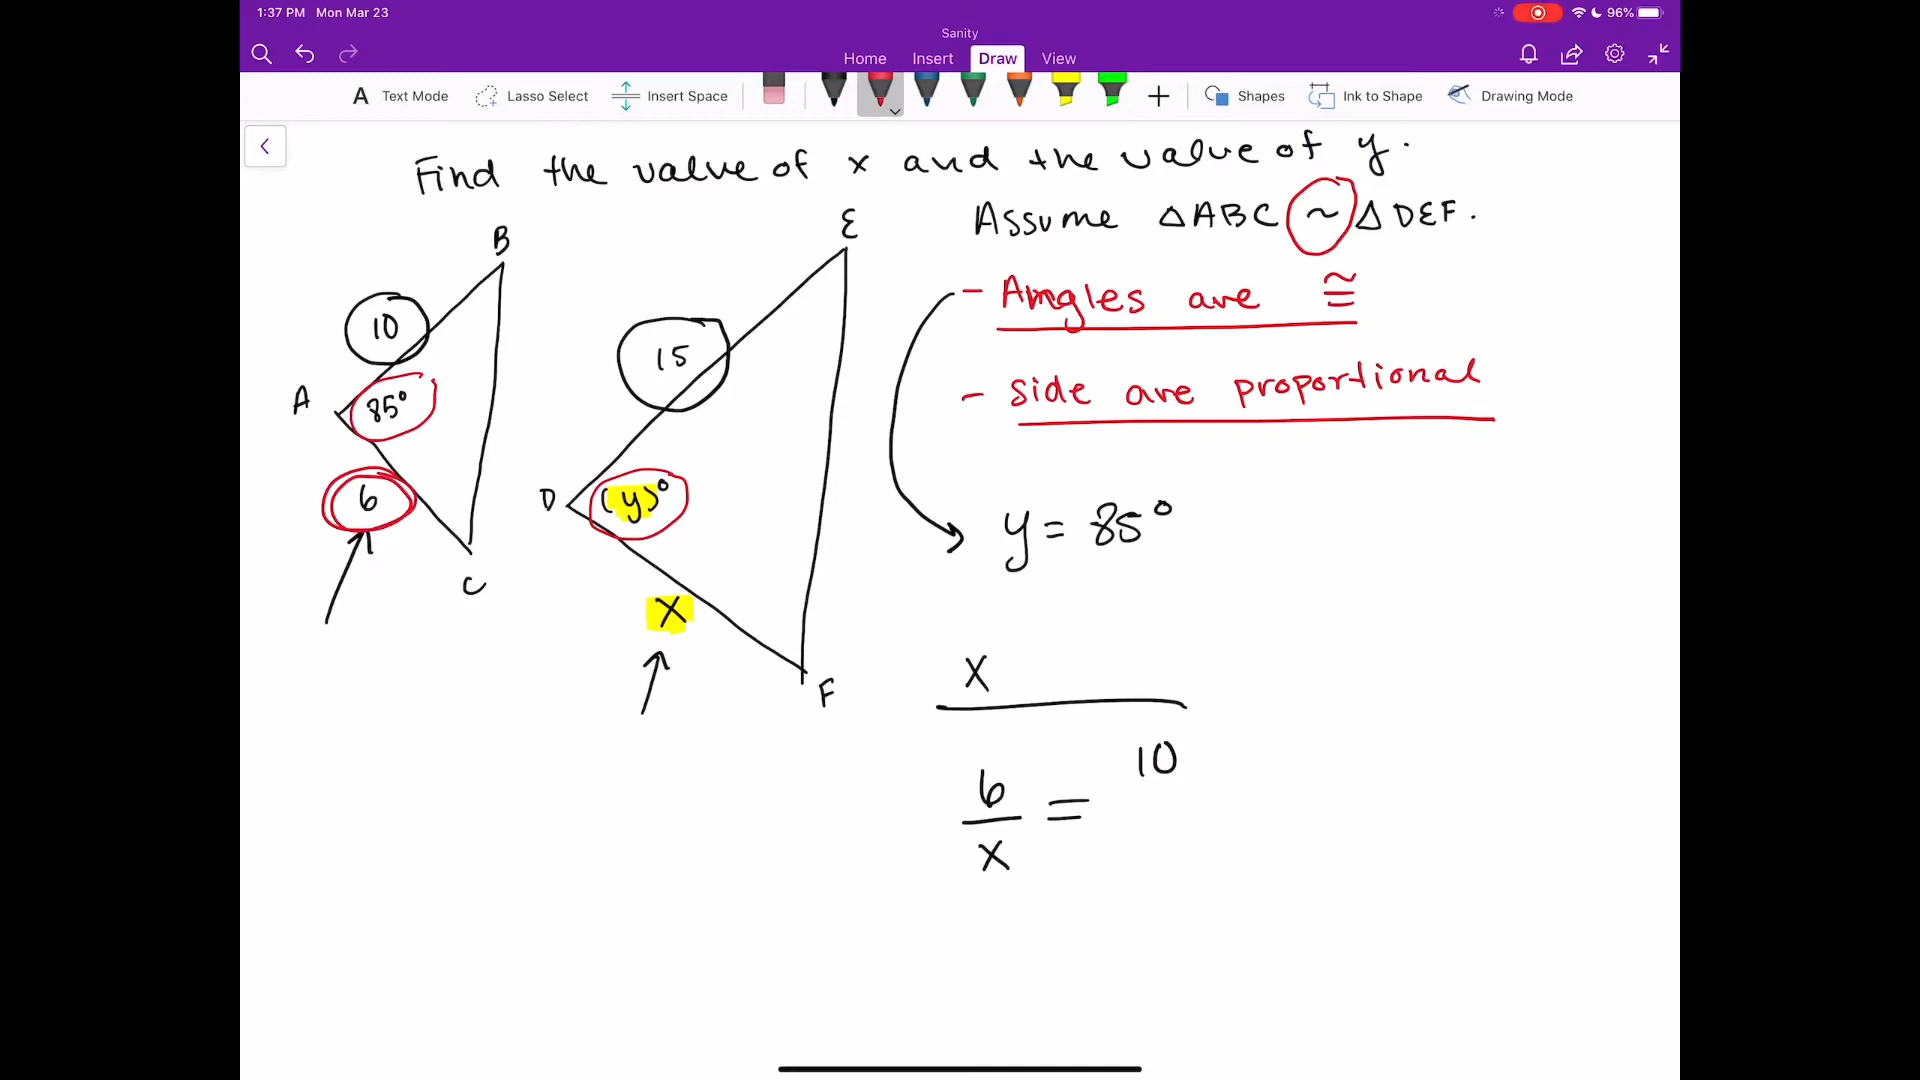 1:37 PM Mon Mar 23
96%
Sanity
Home Insert Draw View
A Text Mode Lasso Select Insert Space Shapes Ink to Shape Drawing Mode
Find the value of x and the value of y.
Assume △ABC ~ △DEF.
- Angles are ≅
- side are proportional
B
E
10
15
A
85°
6
D
(y)°
C
X
F
y = 85°
X
6/x = 10